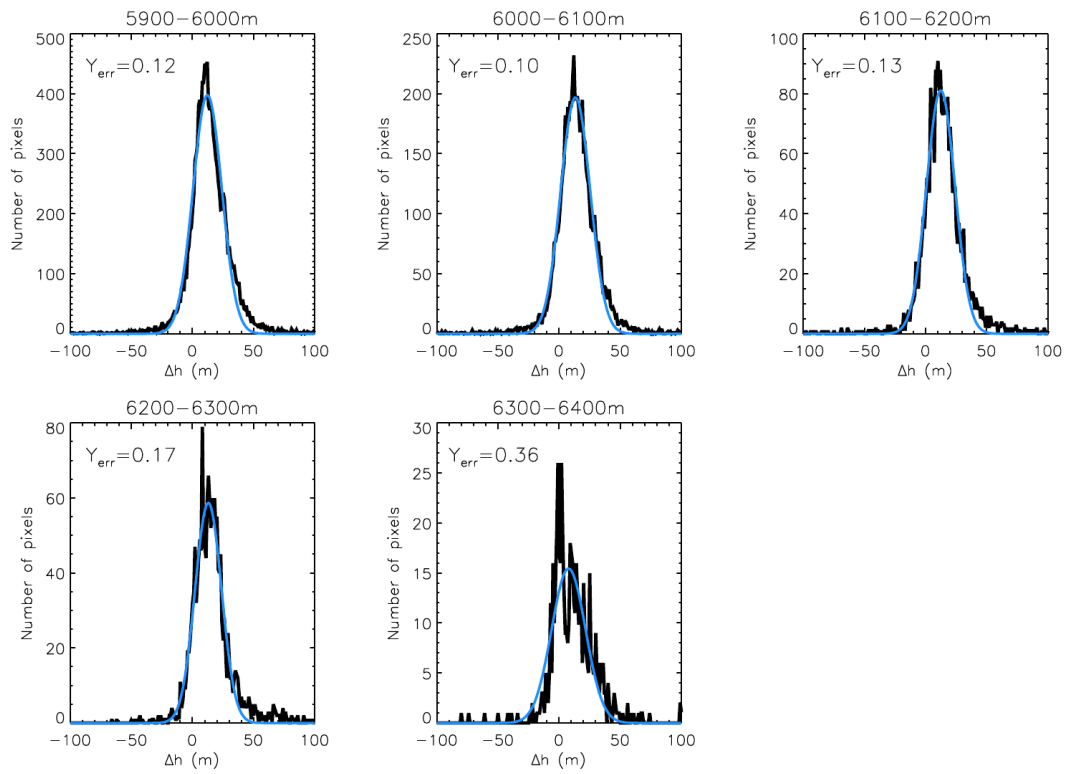 5900−6000m
Y_err=0.12
Number of pixels
500
400
300
200
100
0
−100 −50 0 50 100
Δh (m)
6000−6100m
Y_err=0.10
Number of pixels
250
200
150
100
50
0
−100 −50 0 50 100
Δh (m)
6100−6200m
Y_err=0.13
Number of pixels
100
80
60
40
20
0
−100 −50 0 50 100
Δh (m)
6200−6300m
Y_err=0.17
Number of pixels
80
60
40
20
0
−100 −50 0 50 100
Δh (m)
6300−6400m
Y_err=0.36
Number of pixels
30
25
20
15
10
5
0
−100 −50 0 50 100
Δh (m)